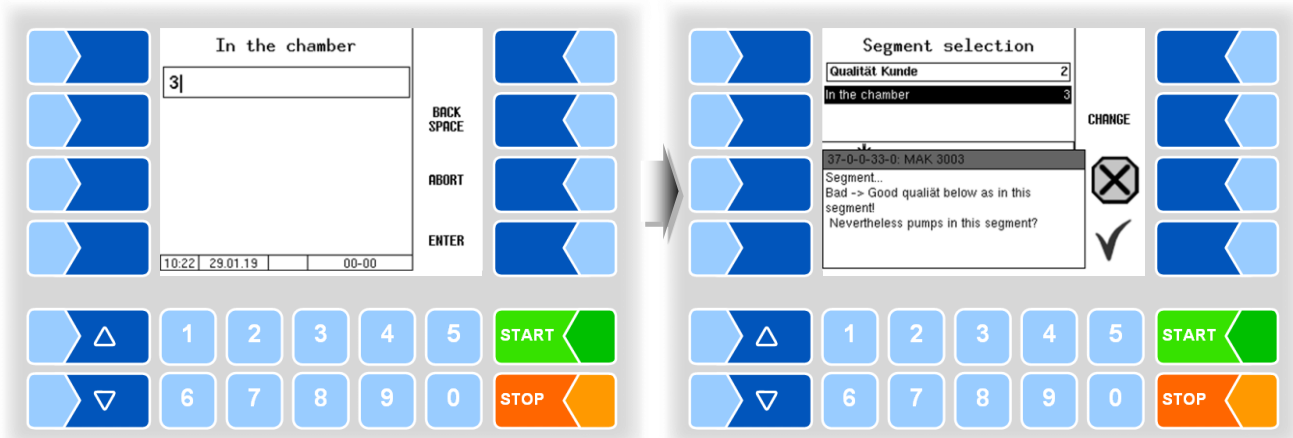 In the chamber
3
BACK
SPACE
ABORT
ENTER
10:22 29.01.19 00-00
1 2 3 4 5 START
6 7 8 9 0 STOP
Segment selection
Qualität Kunde 2
In the chamber 3
CHANGE
37-0-0-33-0: MAK 3003
Segment...
Bad -> Good qualiät below as in this
segment!
Nevertheless pumps in this segment?
1 2 3 4 5 START
6 7 8 9 0 STOP